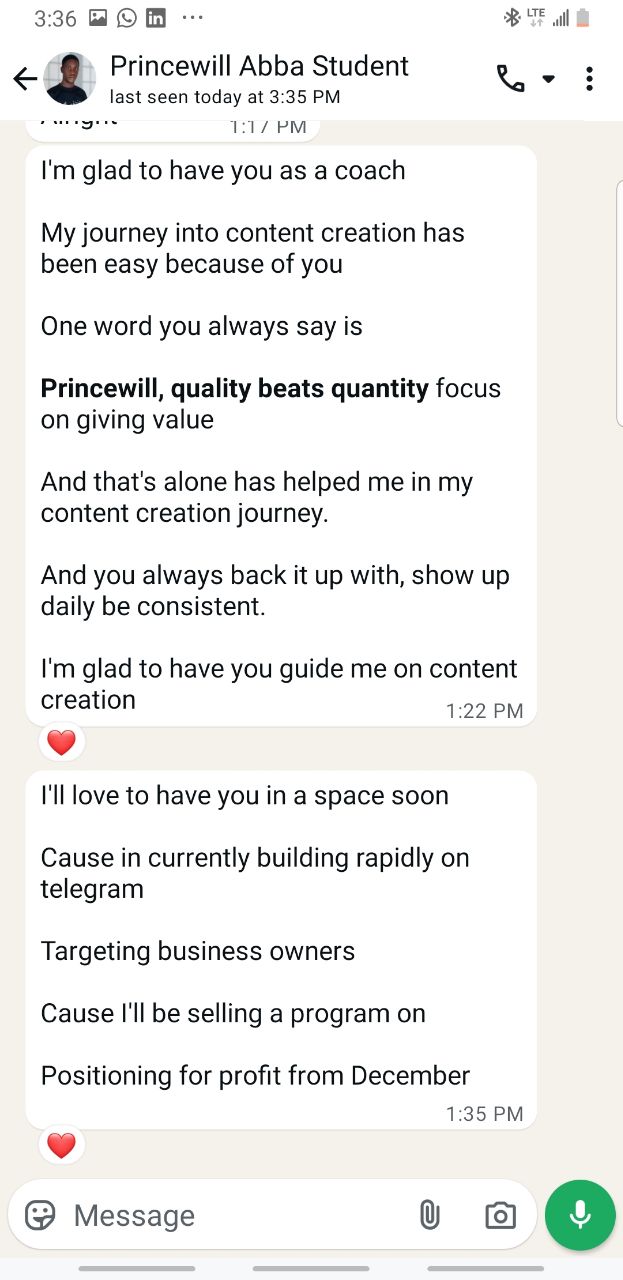 3:36
LTE
Princewill Abba Student
last seen today at 3:35 PM
Alright
1:17 PM
I'm glad to have you as a coach
My journey into content creation has
been easy because of you
One word you always say is
Princewill, quality beats quantity focus
on giving value
And that's alone has helped me in my
content creation journey.
And you always back it up with, show up
daily be consistent.
I'm glad to have you guide me on content
creation
1:22 PM
I'll love to have you in a space soon
Cause in currently building rapidly on
telegram
Targeting business owners
Cause I'll be selling a program on
Positioning for profit from December
1:35 PM
Message